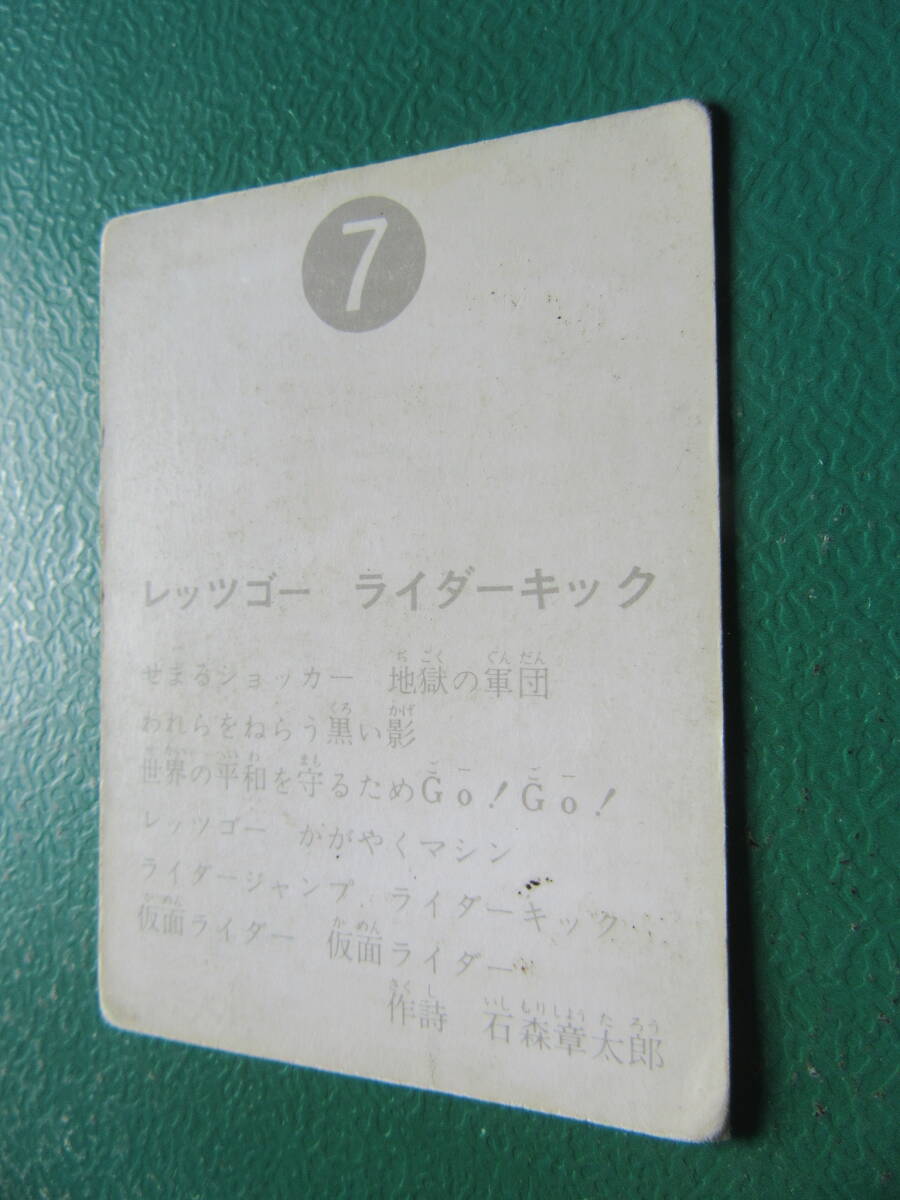 7
レッツゴー ライダーキック
せまるショッカー 地獄の軍団
われらをねらう黒い影
世界の平和を守るためGo!Go!
レッツゴー かがやくマシン
ライダージャンプ ライダーキック
仮面ライダー 仮面ライダー
作詩 石森章太郎